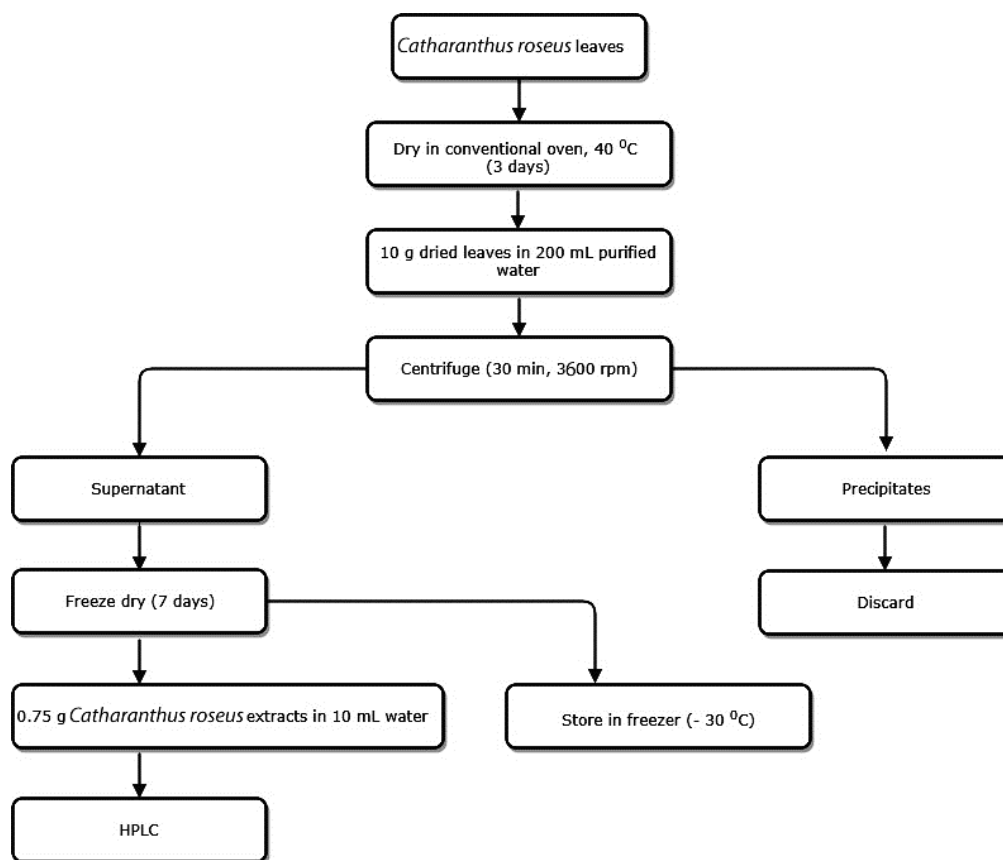 Catharanthus roseus leaves
Dry in conventional oven, 40 ⁰C
(3 days)
10 g dried leaves in 200 mL purified
water
Centrifuge (30 min, 3600 rpm)
Supernatant
Precipitates
Freeze dry (7 days)
Discard
0.75 g Catharanthus roseus extracts in 10 mL water
Store in freezer (- 30 ⁰C)
HPLC